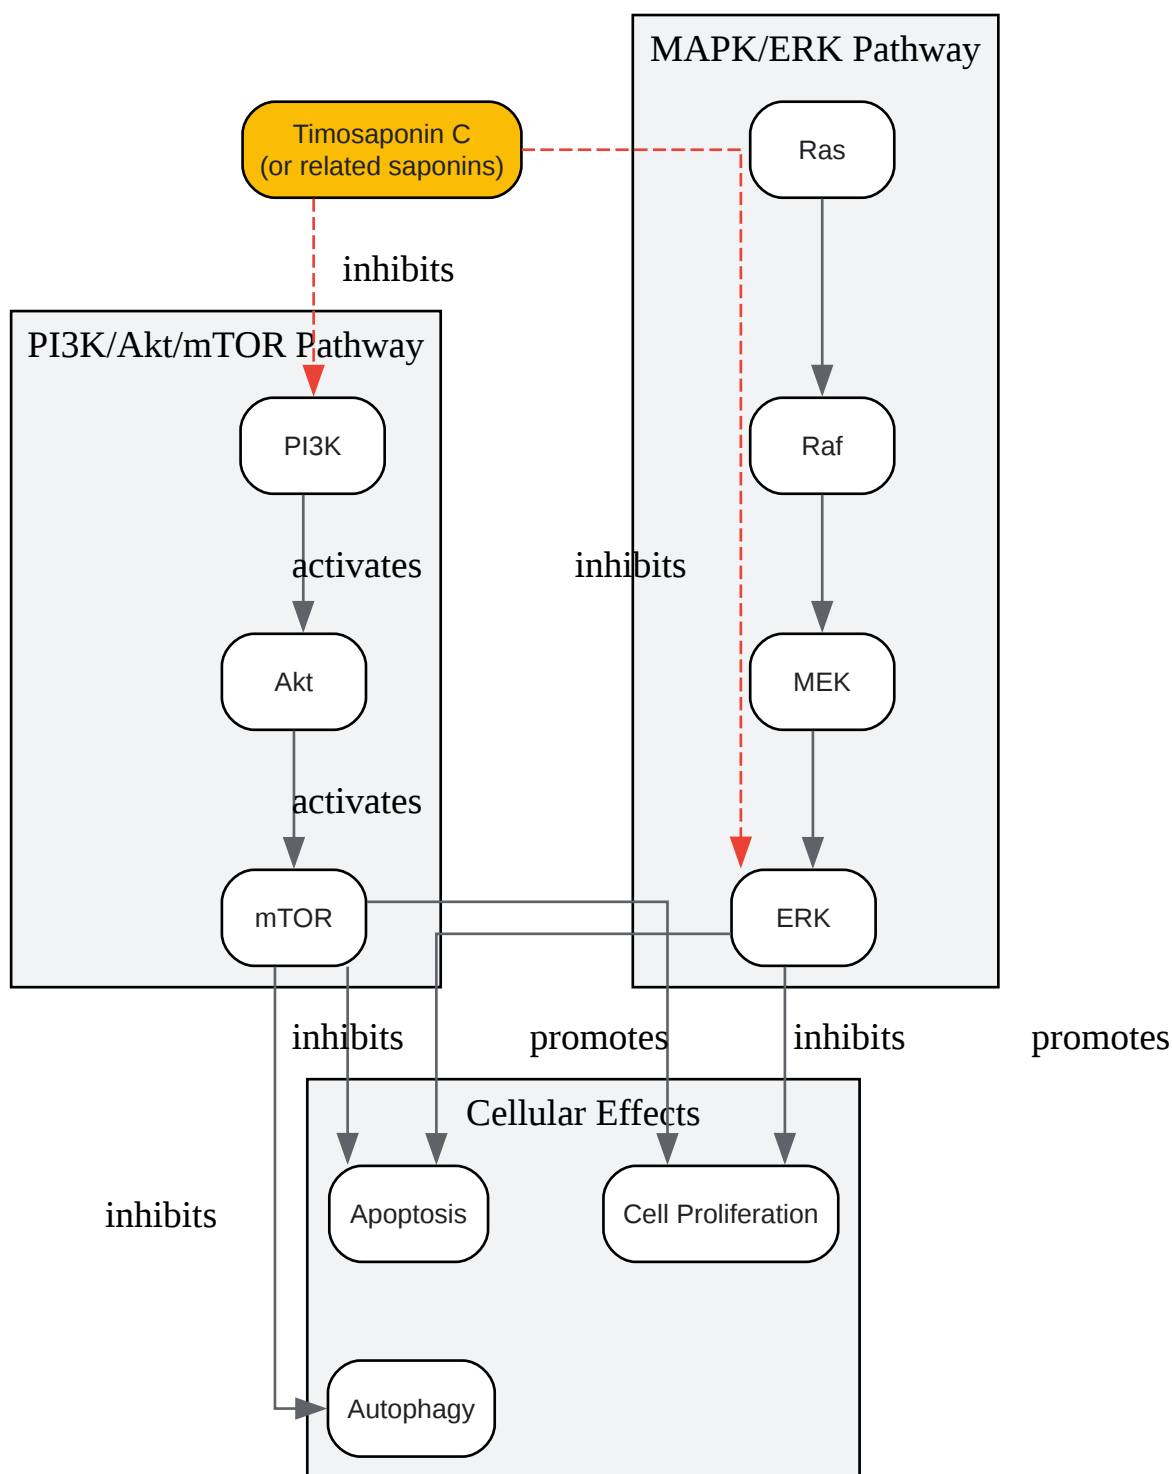 MAPK/ERK Pathway
Timosaponin C
(or related saponins)
Ras
inhibits
PI3K/Akt/mTOR Pathway
PI3K
Raf
activates
inhibits
Akt
MEK
activates
mTOR
ERK
inhibits
promotes
inhibits
promotes
Cellular Effects
Apoptosis
Cell Proliferation
inhibits
Autophagy